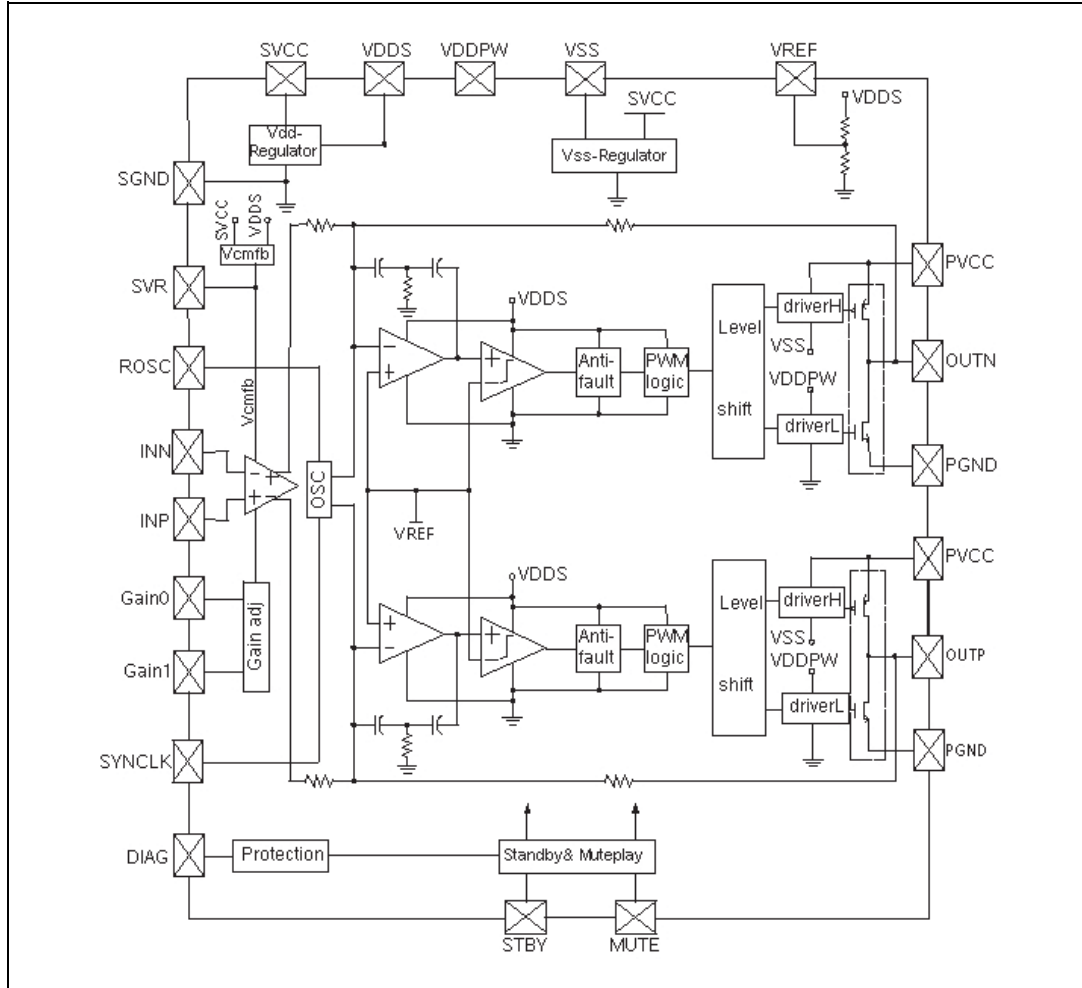 SVCC
VDDS
VDDPW
VSS
VREF
SVCC
VDDS
Vdd-
Regulator
Vss-Regulator
SGND
SVCC
VDDS
Vcmfb
SVR
PVCC
VDDS
driverH
Level
shift
VSS
ROSC
OUTN
Anti-
fault
PWM
logic
VDDPW
Vcmfb
driverL
INN
PGND
OSC
INP
VREF
PVCC
VDDS
driverH
Gain0
Level
shift
Gain adj
Anti-
fault
PWM
logic
VSS
VDDPW
OUTP
Gain1
driverL
SYNCLK
PGND
DIAG
Protection
Standby& Muteplay
STBY
MUTE